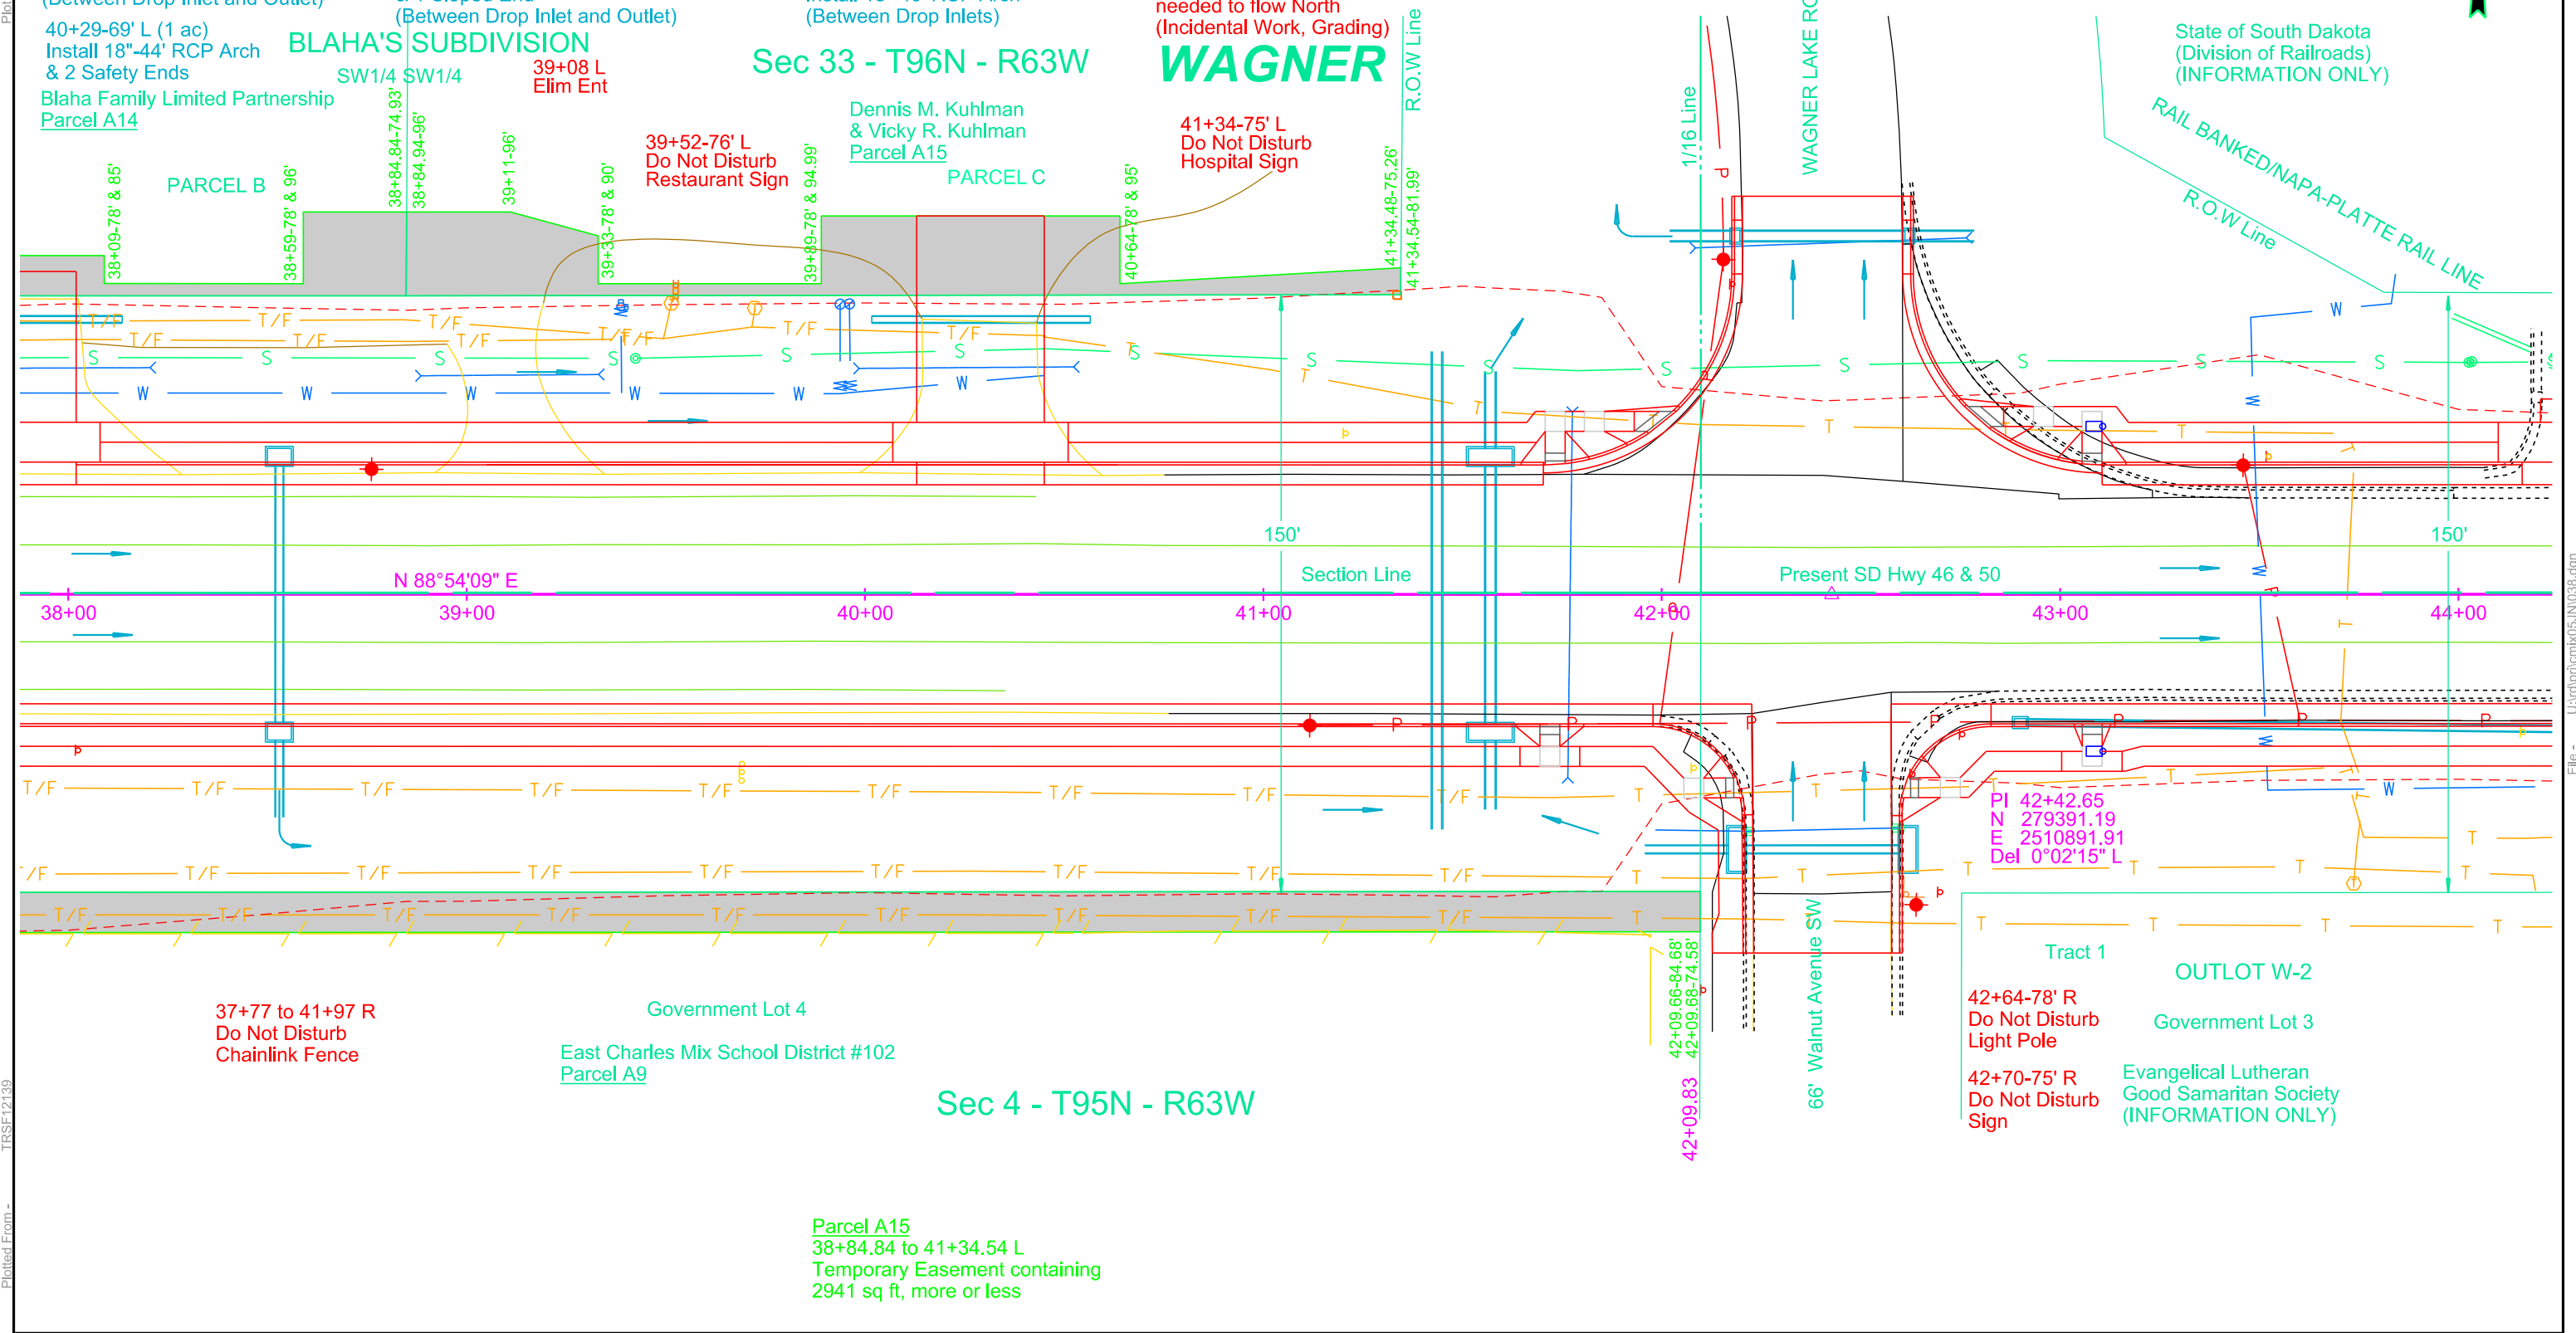 (Between Drop Inlet and Outlet)
40+29-69' L (1 ac)
Install 18"-44' RCP Arch
& 2 Safety Ends
Blaha Family Limited Partnership
Parcel A14
(Between Drop Inlet and Outlet)
BLAHA'S SUBDIVISION
SW1/4 SW1/4
39+08 L
Elim Ent
(Between Drop Inlets)
Sec 33 - T96N - R63W
needed to flow North
(Incidental Work, Grading)
WAGNER
Dennis M. Kuhlman
& Vicky R. Kuhlman
Parcel A15
PARCEL C
PARCEL B
39+52-76' L
Do Not Disturb
Restaurant Sign
41+34-75' L
Do Not Disturb
Hospital Sign
R.O.W Line
1/16 Line
WAGNER LAKE
State of South Dakota
(Division of Railroads)
(INFORMATION ONLY)
RAIL BANKED/NAPA-PLATTE RAIL LINE
R.O.W Line
38+09-78' & 85'
38+59-78' & 96'
38+84.84-74.93'
38+84.94-96'
39+11-96'
39+33-78' & 90'
39+89-78' & 94.99'
40+64-78' & 95'
41+34.48-75.26'
41+34.54-81.99'
T/F T/F T/F T/F
T/F T/F T/F T/F T
S S S S S S S S S S S S S
W W W W W W
T T T T T T
150'
150'
N 88°54'09" E
Section Line
Present SD Hwy 46 & 50
38+00 39+00 40+00 41+00 42+00 43+00 44+00
P P P P P P P
T/F T/F T/F T/F T/F T/F T/F T/F T/F T T T T
PI 42+42.65
N 279391.19
E 2510891.91
Del 0°02'15" L
/F T/F T/F T/F T/F T/F T/F T/F T/F T T T T T T
T/F T/F T/F T/F T/F T/F T/F T/F T T T T T T
42+09.66-84.68'
42+09.68-74.58'
42+09.83
66' Walnut Avenue SW
Tract 1
OUTLOT W-2
Government Lot 3
42+64-78' R
Do Not Disturb
Light Pole
42+70-75' R
Do Not Disturb
Sign
Evangelical Lutheran
Good Samaritan Society
(INFORMATION ONLY)
37+77 to 41+97 R
Do Not Disturb
Chainlink Fence
Government Lot 4
East Charles Mix School District #102
Parcel A9
Sec 4 - T95N - R63W
Parcel A15
38+84.84 to 41+34.54 L
Temporary Easement containing
2941 sq ft, more or less
Plotted From - TRSF12139
File -